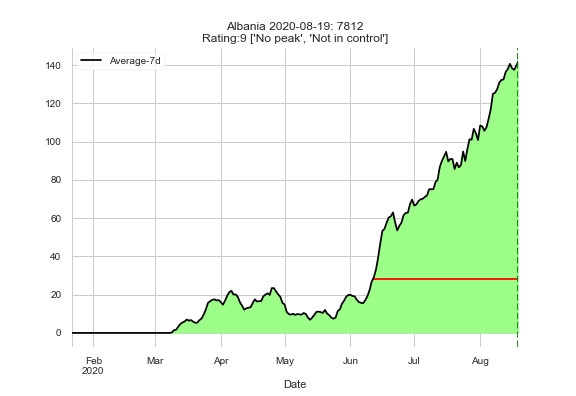 Albania 2020-08-19: 7812
Rating:9 ['No peak', 'Not in control']
Average-7d
140
120
100
80
60
40
20
0
Feb
2020
Mar
Apr
May
Jun
Jul
Aug
Date